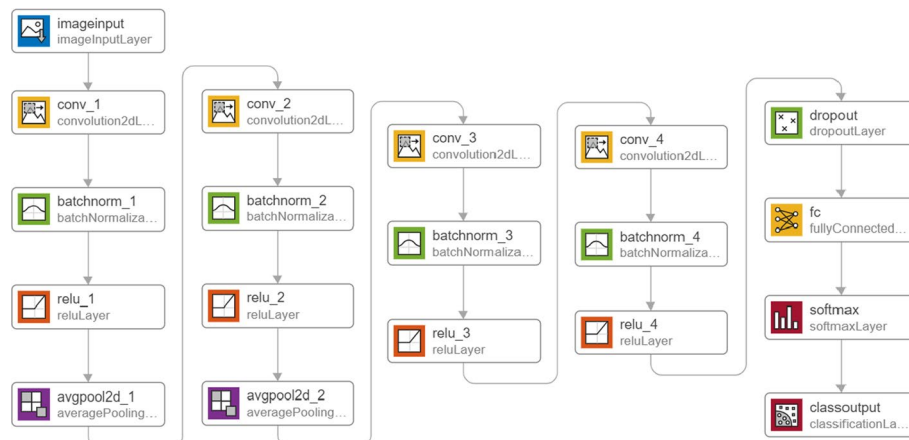 imageinput
imageInputLayer
conv_1
convolution2dL...
batchnorm_1
batchNormaliza...
relu_1
reluLayer
avgpool2d_1
averagePooling...
conv_2
convolution2dL...
batchnorm_2
batchNormaliza...
relu_2
reluLayer
avgpool2d_2
averagePooling...
conv_3
convolution2dL...
batchnorm_3
batchNormaliza...
relu_3
reluLayer
conv_4
convolution2dL...
batchnorm_4
batchNormaliza...
relu_4
reluLayer
dropout
dropoutLayer
fc
fullyConnected...
softmax
softmaxLayer
classoutput
classificationLa...